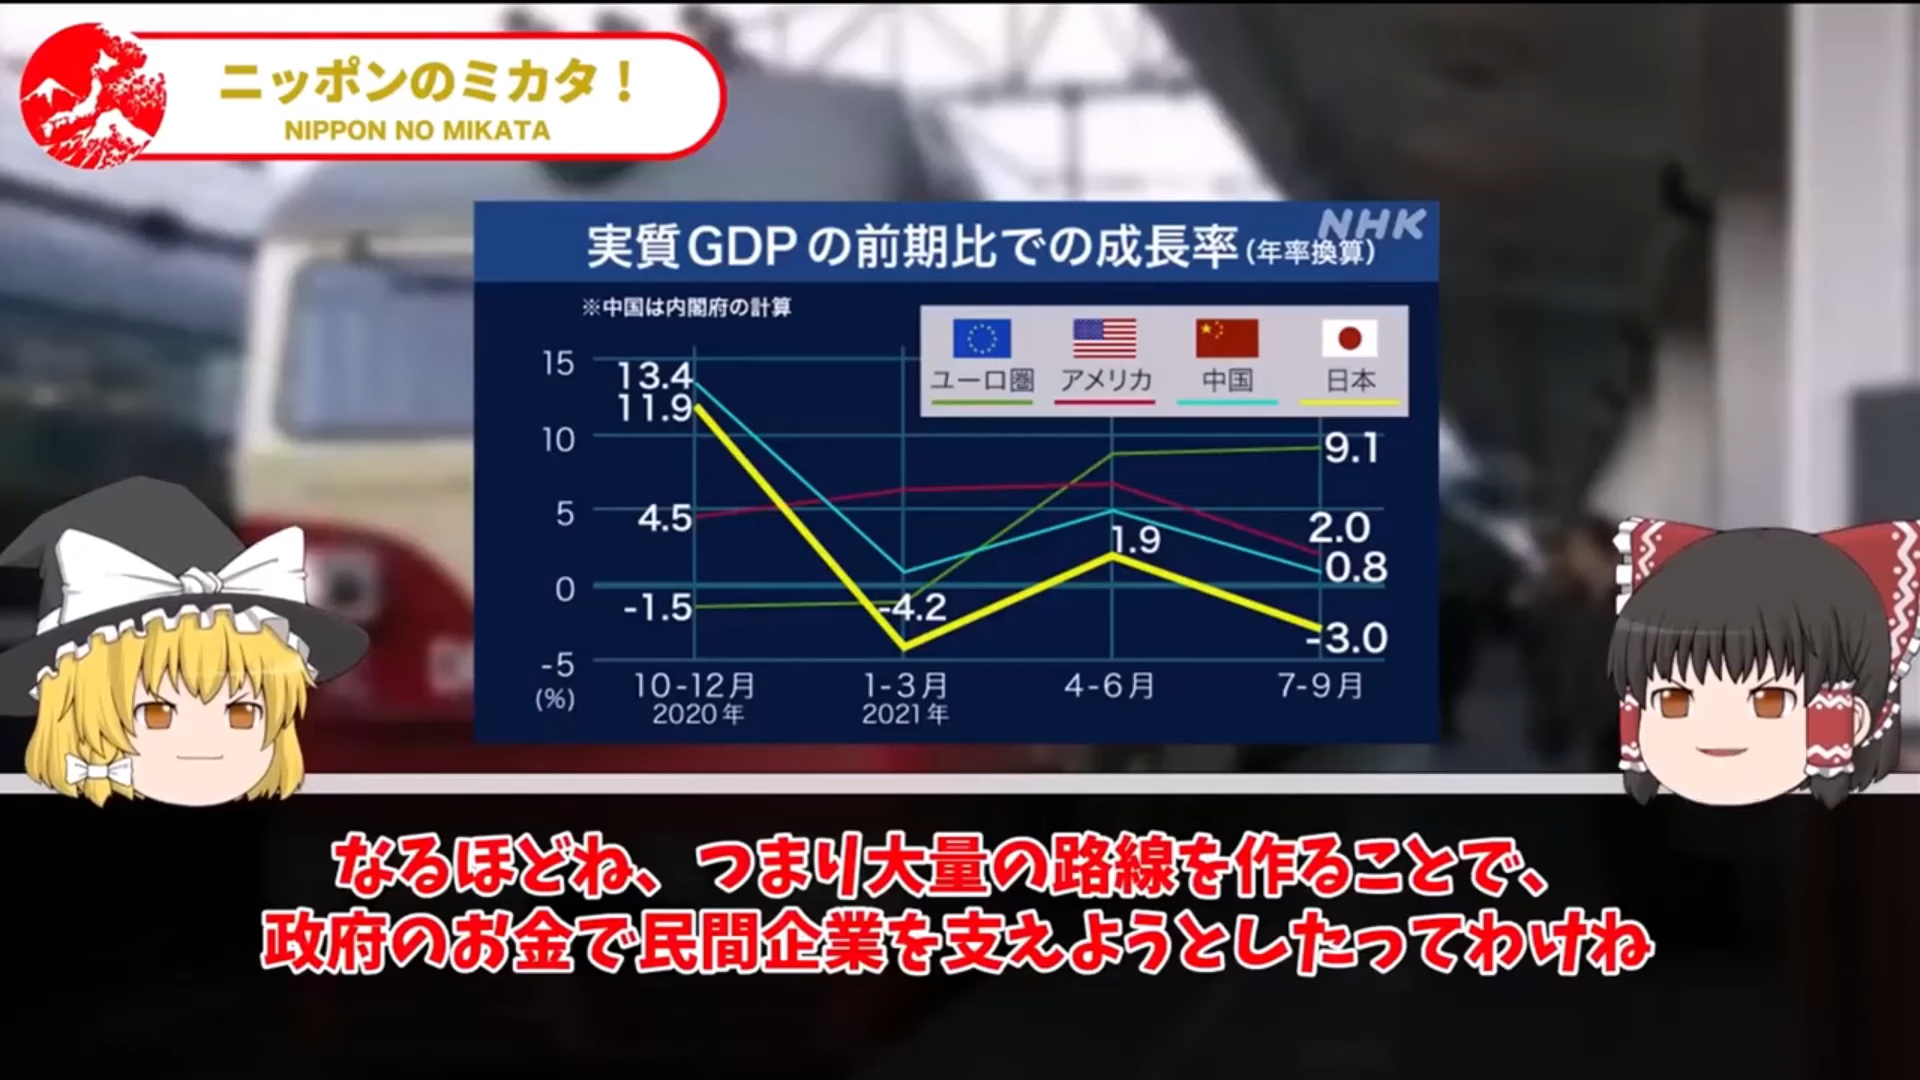 ニッポンのミカタ！
NIPPON NO MIKATA
NHK
実質GDPの前期比での成長率(年率換算)
※中国は内閣府の計算
ユーロ圏 アメリカ 中国 日本
15
13.4
11.9
10
9.1
5
4.5
2.0
1.9
0.8
0
-1.5
-4.2
-3.0
-5
(%)
10-12月 1-3月 4-6月 7-9月
2020年 2021年
なるほどね、つまり大量の路線を作ることで、
政府のお金で民間企業を支えようとしたってわけね